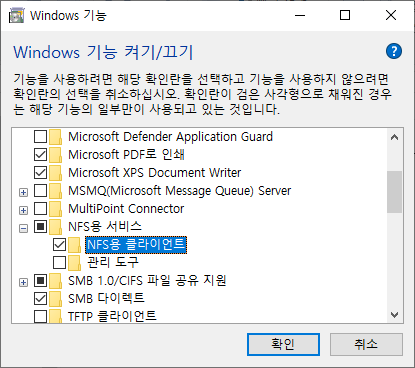 Windows 기능
Windows 기능 켜기/끄기
기능을 사용하려면 해당 확인란을 선택하고 기능을 사용하지 않으려면
확인란의 선택을 취소하십시오. 확인란이 검은 사각형으로 채워진 경우
는 해당 기능의 일부만이 사용되고 있는 것입니다.
Microsoft Defender Application Guard
Microsoft PDF로 인쇄
Microsoft XPS Document Writer
MSMQ(Microsoft Message Queue) Server
MultiPoint Connector
NFS용 서비스
NFS용 클라이언트
관리 도구
SMB 1.0/CIFS 파일 공유 지원
SMB 다이렉트
TFTP 클라이언트
확인
취소